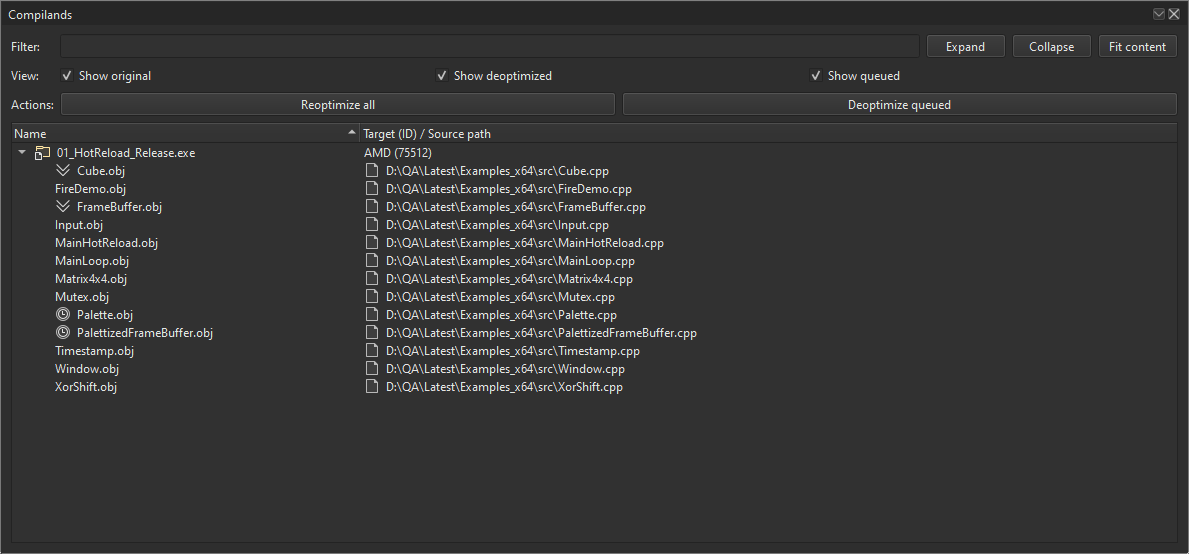 Compilands
Filter: Expand Collapse Fit content
View: Show original Show deoptimized Show queued
Actions: Reoptimize all Deoptimize queued
Name Target (ID) / Source path
01_HotReload_Release.exe AMD (75512)
Cube.obj D:\QA\Latest\Examples_x64\src\Cube.cpp
FireDemo.obj D:\QA\Latest\Examples_x64\src\FireDemo.cpp
FrameBuffer.obj D:\QA\Latest\Examples_x64\src\FrameBuffer.cpp
Input.obj D:\QA\Latest\Examples_x64\src\Input.cpp
MainHotReload.obj D:\QA\Latest\Examples_x64\src\MainHotReload.cpp
MainLoop.obj D:\QA\Latest\Examples_x64\src\MainLoop.cpp
Matrix4x4.obj D:\QA\Latest\Examples_x64\src\Matrix4x4.cpp
Mutex.obj D:\QA\Latest\Examples_x64\src\Mutex.cpp
Palette.obj D:\QA\Latest\Examples_x64\src\Palette.cpp
PalettizedFrameBuffer.obj D:\QA\Latest\Examples_x64\src\PalettizedFrameBuffer.cpp
Timestamp.obj D:\QA\Latest\Examples_x64\src\Timestamp.cpp
Window.obj D:\QA\Latest\Examples_x64\src\Window.cpp
XorShift.obj D:\QA\Latest\Examples_x64\src\XorShift.cpp